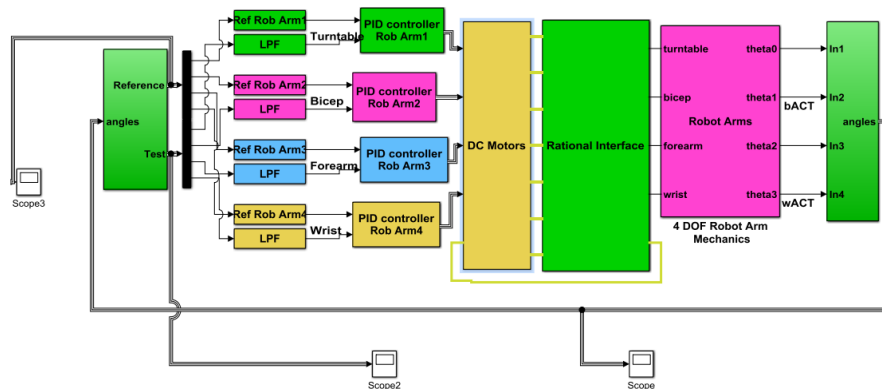 Reference
angles
Test
Scope3
Ref Rob Arm1
LPF
Turntable
PID controller
Rob Arm1
Ref Rob Arm2
LPF
Bicep
PID controller
Rob Arm2
Ref Rob Arm3
LPF
Forearm
PID controller
Rob Arm3
Ref Rob Arm4
LPF
Wrist
PID controller
Rob Arm4
DC Motors
Rational Interface
turntable
theta0
bicep
theta1
Robot Arms
forearm
theta2
wrist
theta3
4 DOF Robot Arm
Mechanics
bACT
wACT
In1
In2
angles
In3
In4
Scope2
Scope